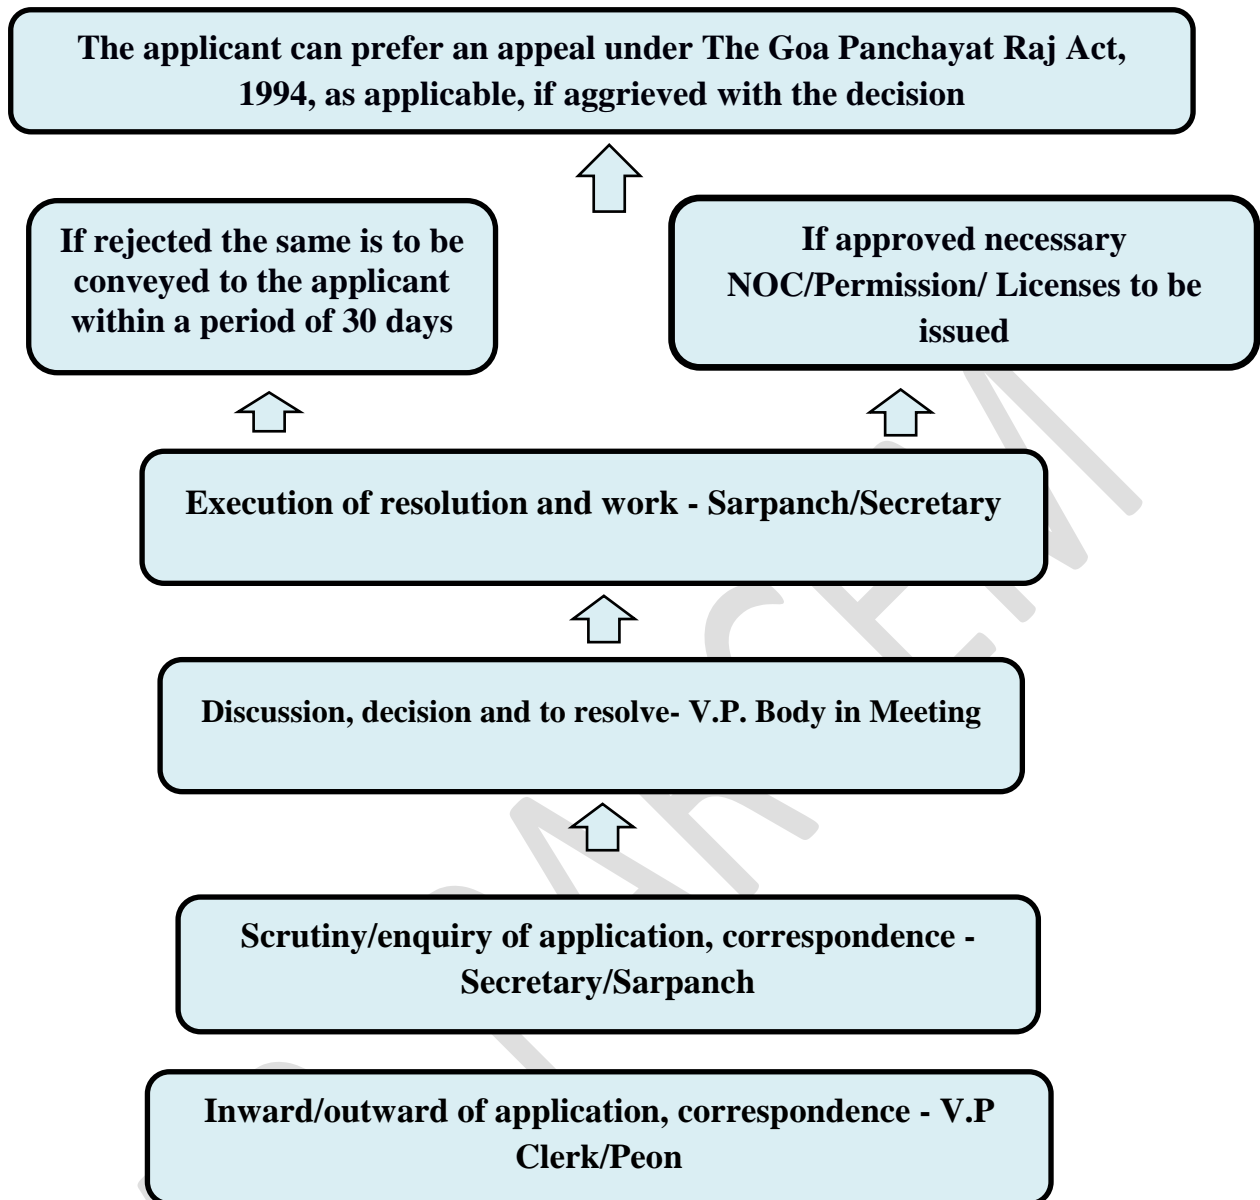 The applicant can prefer an appeal under The Goa Panchayat Raj Act,
1994, as applicable, if aggrieved with the decision
If rejected the same is to be
conveyed to the applicant
within a period of 30 days
If approved necessary
NOC/Permission/ Licenses to be
issued
Execution of resolution and work - Sarpanch/Secretary
Discussion, decision and to resolve- V.P. Body in Meeting
Scrutiny/enquiry of application, correspondence -
Secretary/Sarpanch
Inward/outward of application, correspondence - V.P
Clerk/Peon